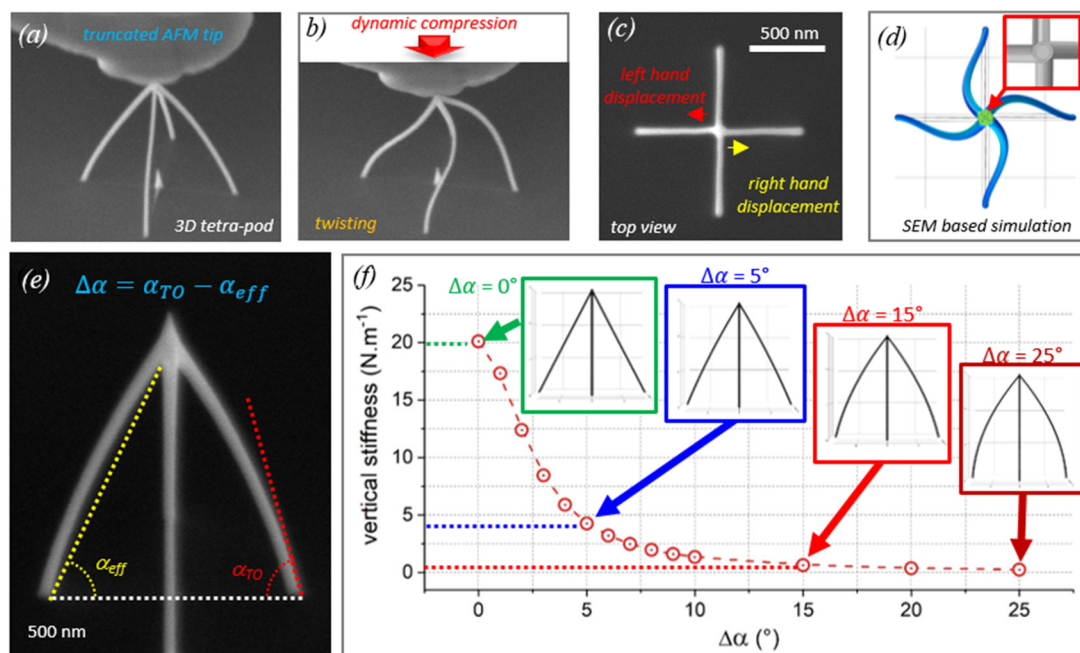 (a)
truncated AFM tip
3D tetra-pod
b)
dynamic compression
twisting
(c)
500 nm
left hand
displacement
right hand
displacement
top view
(d)
SEM based simulation
(e)
Δα = α_TO − α_eff
α_eff
α_TO
500 nm
(f)
Δα = 0°
Δα = 5°
Δα = 15°
Δα = 25°
vertical stiffness (N.m⁻¹)
25
20
15
10
5
0
0 5 10 15 20 25
Δα (°)